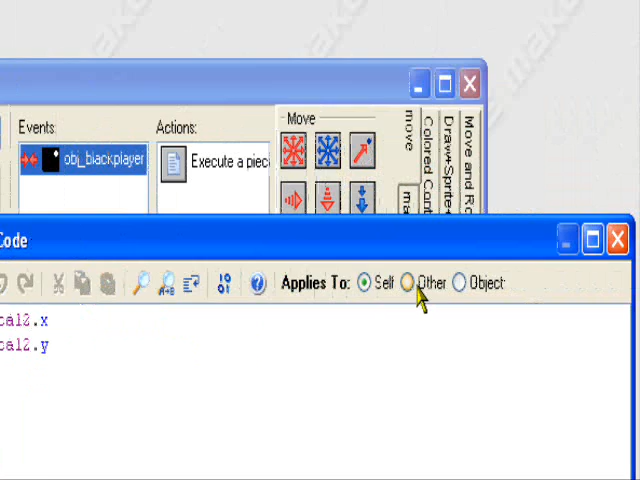 Events:
Actions:
Move
obj_blackplayer
Execute a piec
move
Colored Cont
Draw+Sprite+
Move and Ro
ma
Code
Applies To: Self Other Object
cal2.x
cal2.y